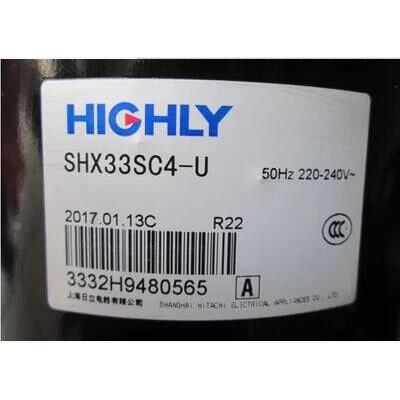 HIGHLY
SHX33SC4-U
50Hz 220-240V~
2017.01.13C R22
CCC
3332H9480565 A
上海日立电器有限公司 SHANGHAI HITACHI ELECTRICAL APPLIANCES CO., LTD.